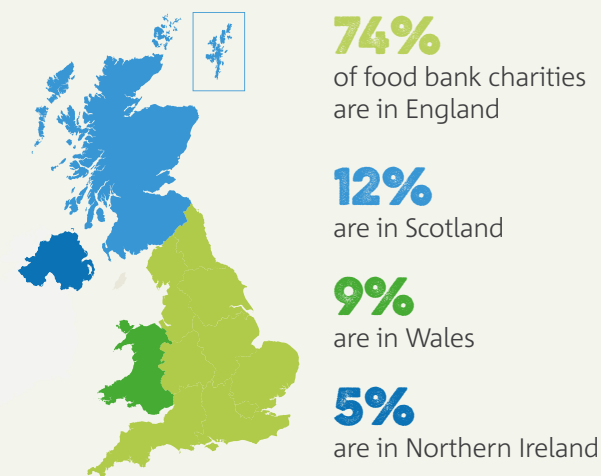 74%
of food bank charities
are in England
12%
are in Scotland
9%
are in Wales
5%
are in Northern Ireland